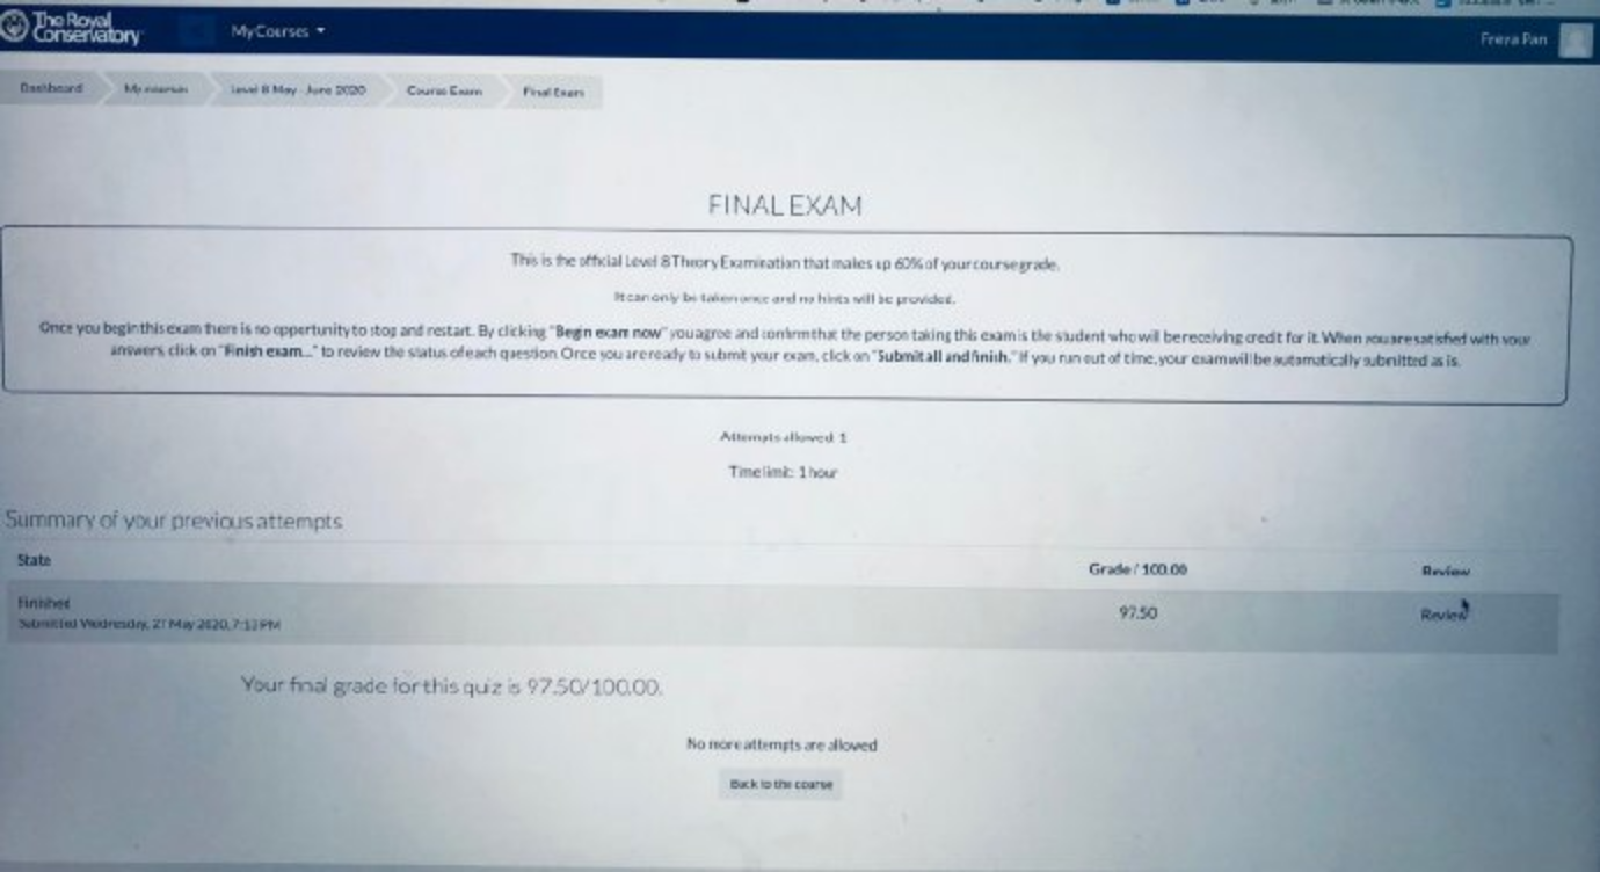 The Royal
Conservatory
My Courses
Dashboard
My courses
Level 8 May - June 2020
Course Exam
Final Exam
FINAL EXAM
This is the official Level 8 Theory Examination that makes up 60% of your course grade.
It can only be taken once and no hints will be provided.
Once you begin this exam there is no opportunity to stop and restart. By clicking "Begin exam now" you agree and confirm that the person taking this exam is the student who will be receiving credit for it. When you are satisfied with your
answers, click on "Finish exam..." to review the status of each question. Once you are ready to submit your exam, click on "Submit all and finish." If you run out of time, your exam will be automatically submitted as is.
Attempts allowed: 1
Time limit: 1 hour
Summary of your previous attempts
State
Grade / 100.00
Review
Finished
97.50
Review
Submitted Wednesday, 27 May 2020, 7:13 PM
Your final grade for this quiz is 97.50/100.00.
No more attempts are allowed
Back to the course